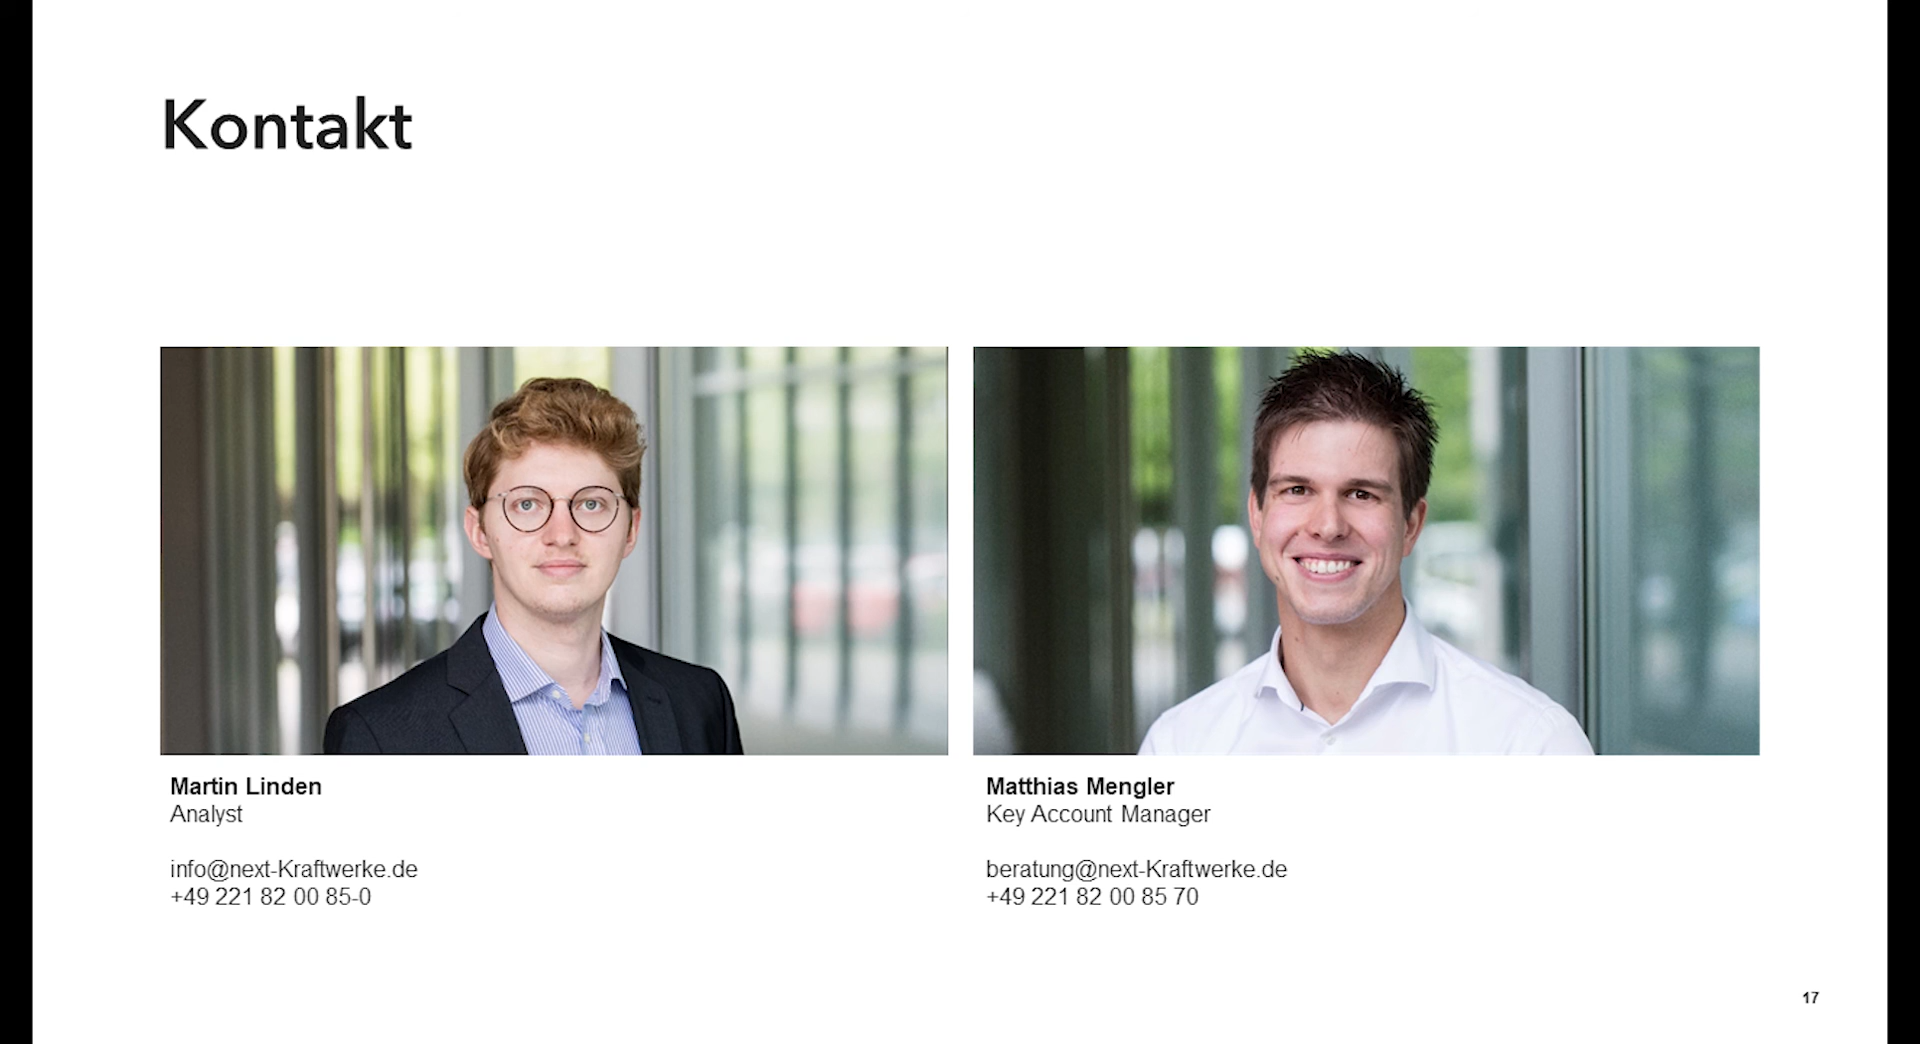 Kontakt
Martin Linden
Analyst
info@next-Kraftwerke.de
+49 221 82 00 85-0
Matthias Mengler
Key Account Manager
beratung@next-Kraftwerke.de
+49 221 82 00 85 70
17